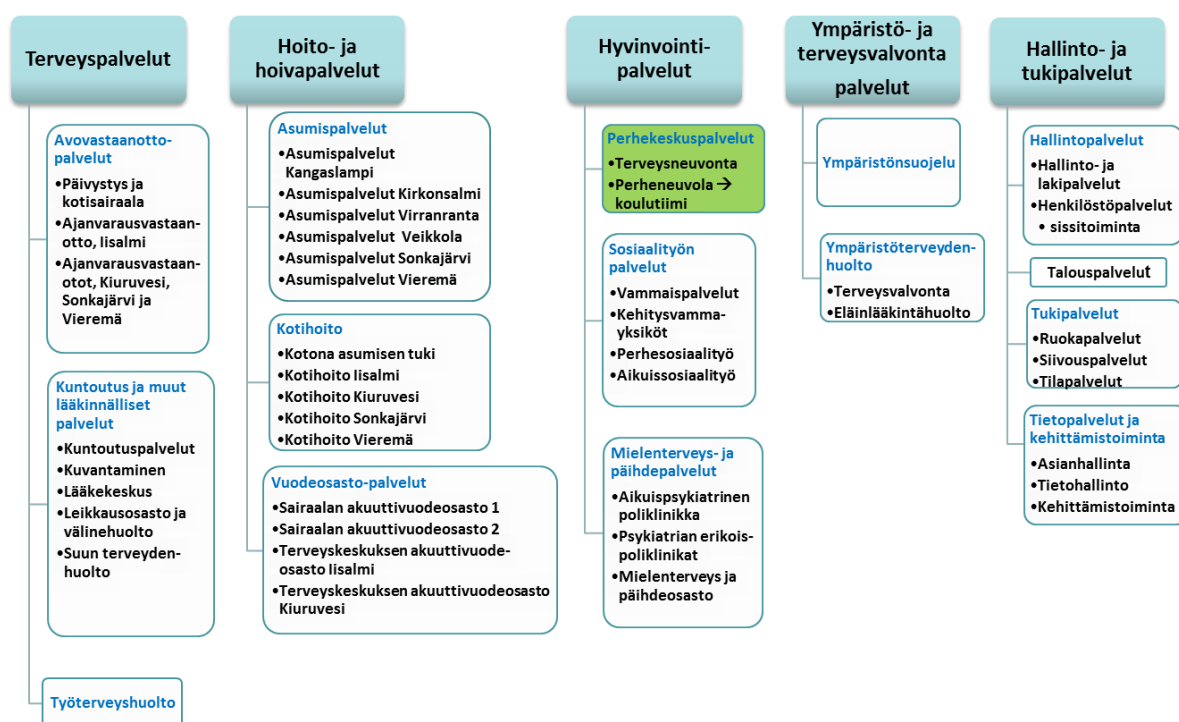 Terveyspalvelut
Avovastaanotto-
palvelut
•Päivystys ja
kotisairaala
•Ajanvarausvastaan-
otto, Iisalmi
•Ajanvarausvastaan-
otot, Kiuruvesi,
Sonkajärvi ja
Vieremä
Kuntoutus ja muut
lääkinnälliset
palvelut
•Kuntoutuspalvelut
•Kuvantaminen
•Lääkekeskus
•Leikkausosasto ja
välinehuolto
•Suun terveyden-
huolto
Työterveyshuolto
Hoito- ja
hoivapalvelut
Asumispalvelut
•Asumispalvelut
Kangaslampi
•Asumispalvelut Kirkonsalmi
•Asumispalvelut Virranranta
•Asumispalvelut Veikkola
•Asumispalvelut Sonkajärvi
•Asumispalvelut Vieremä
Kotihoito
•Kotona asumisen tuki
•Kotihoito Iisalmi
•Kotihoito Kiuruvesi
•Kotihoito Sonkajärvi
•Kotihoito Vieremä
Vuodeosasto-palvelut
•Sairaalan akuuttivuodeosasto 1
•Sairaalan akuuttivuodeosasto 2
•Terveyskeskuksen akuuttivuode-
osasto Iisalmi
•Terveyskeskuksen akuuttivuodeosasto
Kiuruvesi
Hyvinvointi-
palvelut
Perhekeskuspalvelut
•Terveysneuvonta
•Perheneuvola →
koulutiimi
Sosiaalityön
palvelut
•Vammaispalvelut
•Kehitysvamma-
yksiköt
•Perhesosiaalityö
•Aikuissosiaalityö
Mielenterveys- ja
päihdepalvelut
•Aikuispsykiatrinen
poliklinikka
•Psykiatrian erikois-
poliklinikat
•Mielenterveys ja
päihdeosasto
Ympäristö- ja
terveysvalvonta
palvelut
Ympäristönsuojelu
Ympäristöterveyden-
huolto
•Terveysvalvonta
•Eläinlääkintähuolto
Hallinto- ja
tukipalvelut
Hallintopalvelut
•Hallinto- ja
lakipalvelut
•Henkilöstöpalvelut
• sissitoiminta
Talouspalvelut
Tukipalvelut
•Ruokapalvelut
•Siivouspalvelut
•Tilapalvelut
Tietopalvelut ja
kehittämistoiminta
•Asianhallinta
•Tietohallinto
•Kehittämistoiminta